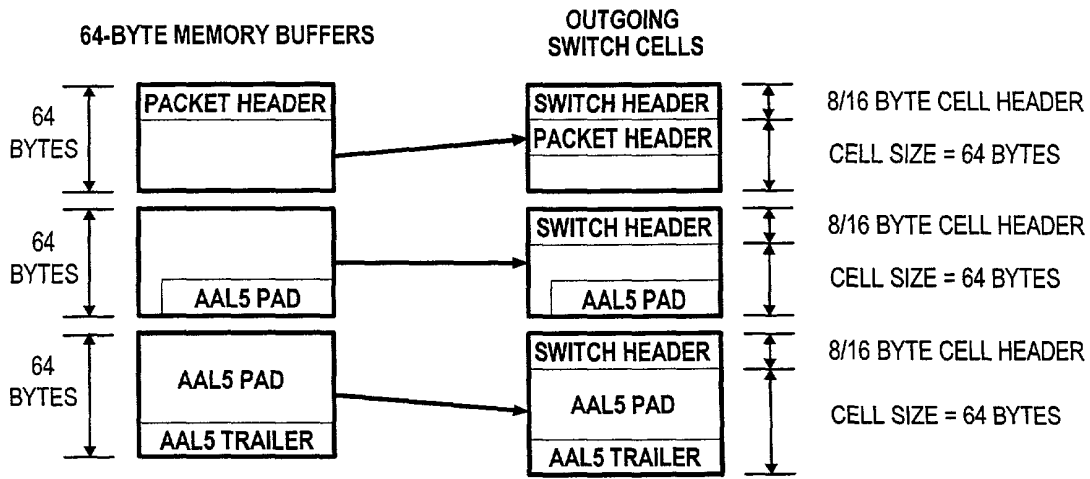 64-BYTE MEMORY BUFFERS
OUTGOING
SWITCH CELLS
64
BYTES
PACKET HEADER
SWITCH HEADER
PACKET HEADER
8/16 BYTE CELL HEADER
CELL SIZE = 64 BYTES
64
BYTES
AAL5 PAD
SWITCH HEADER
AAL5 PAD
8/16 BYTE CELL HEADER
CELL SIZE = 64 BYTES
64
BYTES
AAL5 PAD
AAL5 TRAILER
SWITCH HEADER
AAL5 PAD
AAL5 TRAILER
8/16 BYTE CELL HEADER
CELL SIZE = 64 BYTES